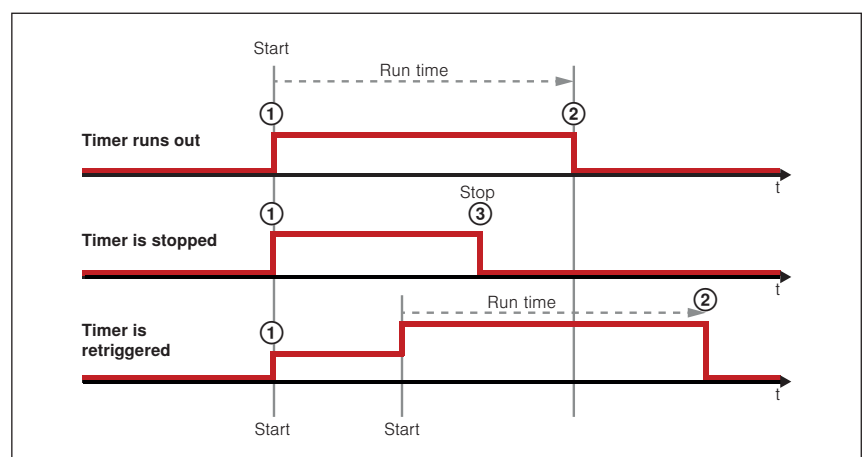 Start
Run time
1
2
Timer runs out
t
Stop
1
3
Timer is stopped
t
Run time
2
1
Timer is
retriggered
t
Start
Start